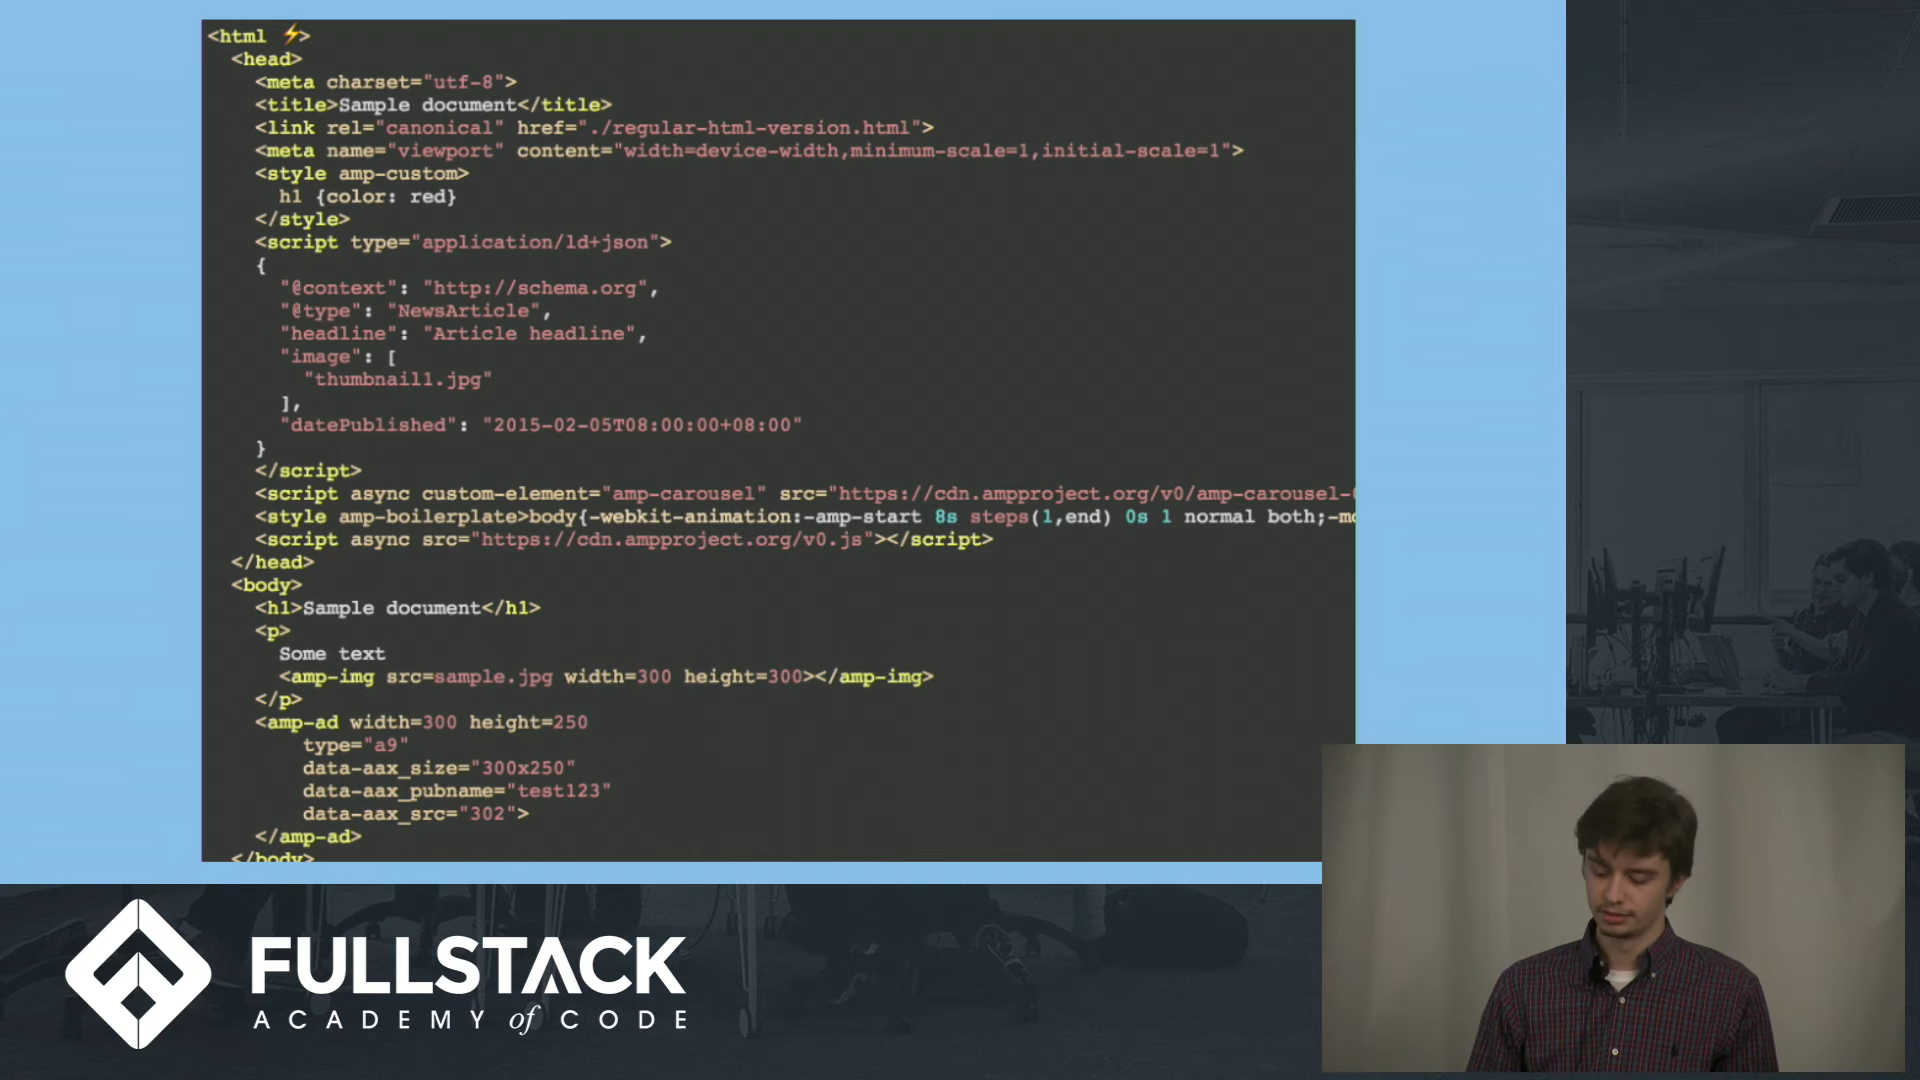 <html ⚡>
<head>
<meta charset="utf-8">
<title>Sample document</title>
<link rel="canonical" href="./regular-html-version.html">
<meta name="viewport" content="width=device-width,minimum-scale=1,initial-scale=1">
<style amp-custom>
h1 {color: red}
</style>
<script type="application/ld+json">
{
"@context": "http://schema.org",
"@type": "NewsArticle",
"headline": "Article headline",
"image": [
"thumbnail1.jpg"
],
"datePublished": "2015-02-05T08:00:00+08:00"
}
</script>
<script async custom-element="amp-carousel" src="https://cdn.ampproject.org/v0/amp-carousel-
<style amp-boilerplate>body{-webkit-animation:-amp-start 8s steps(1,end) 0s 1 normal both;-mo
<script async src="https://cdn.ampproject.org/v0.js"></script>
</head>
<body>
<h1>Sample document</h1>
<p>
Some text
<amp-img src=sample.jpg width=300 height=300></amp-img>
</p>
<amp-ad width=300 height=250
type="a9"
data-aax_size="300x250"
data-aax_pubname="test123"
data-aax_src="302">
</amp-ad>
</body>
FULLSTACK
ACADEMY of CODE